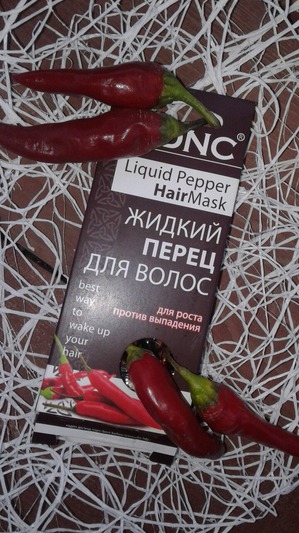 DNC®
Liquid Pepper
HairMask
ЖИДКИЙ
ПЕРЕЦ
ДЛЯ ВОЛОС
для роста
против выпадения
best
way
to
wake up
your
hair